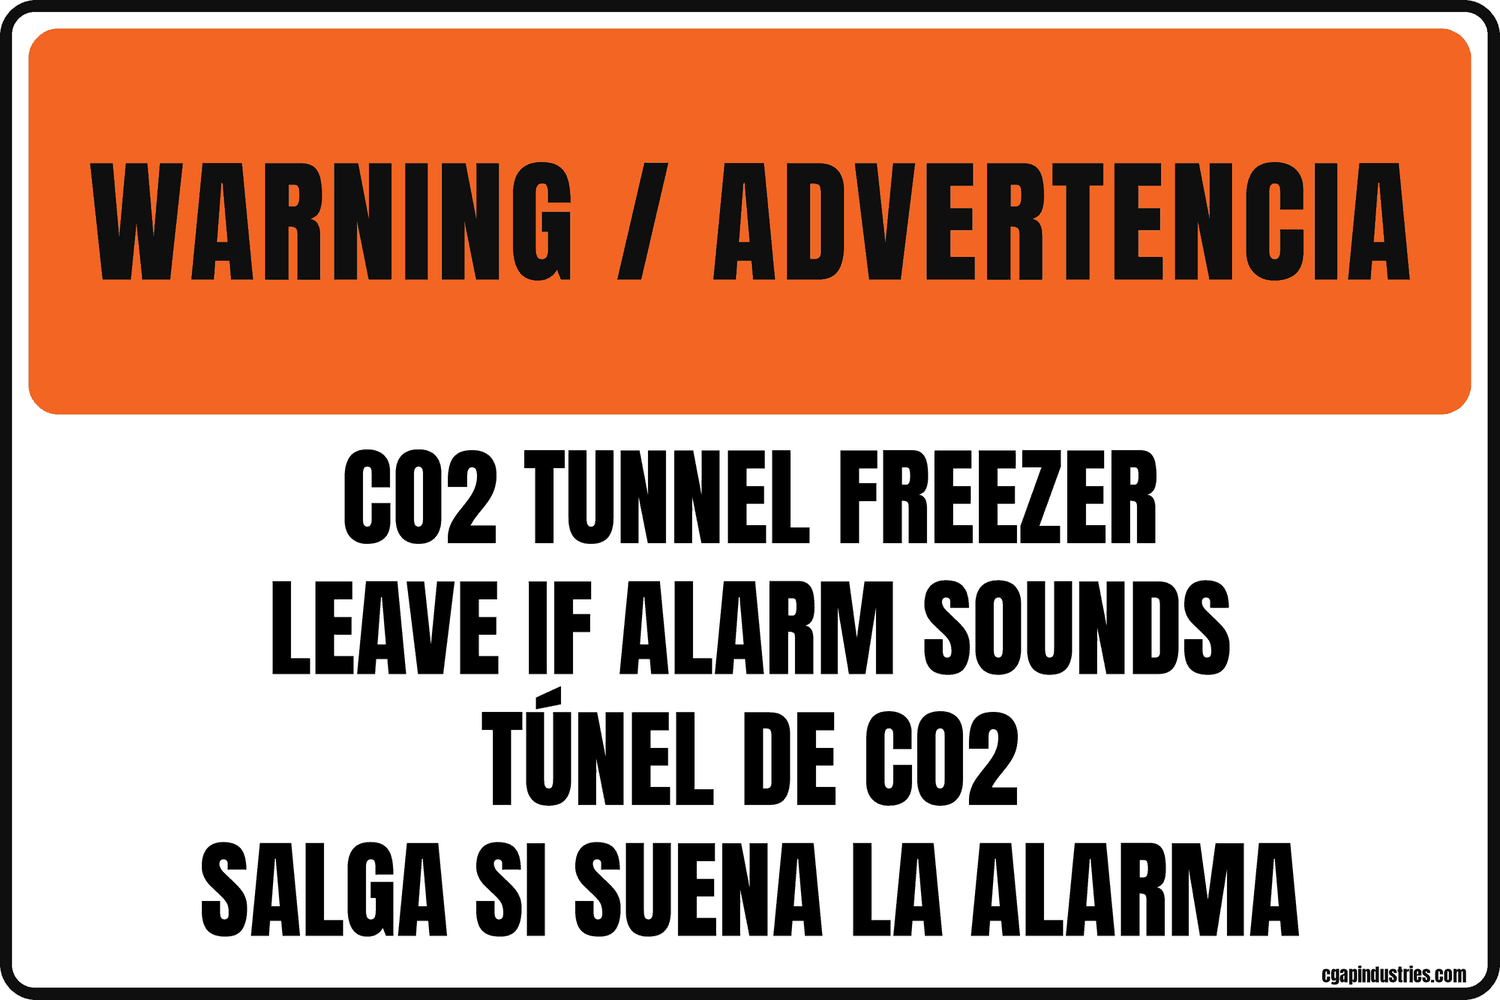 WARNING / ADVERTENCIA
CO2 TUNNEL FREEZER
LEAVE IF ALARM SOUNDS
TÚNEL DE CO2
SALGA SI SUENA LA ALARMA
cgapindustries.com